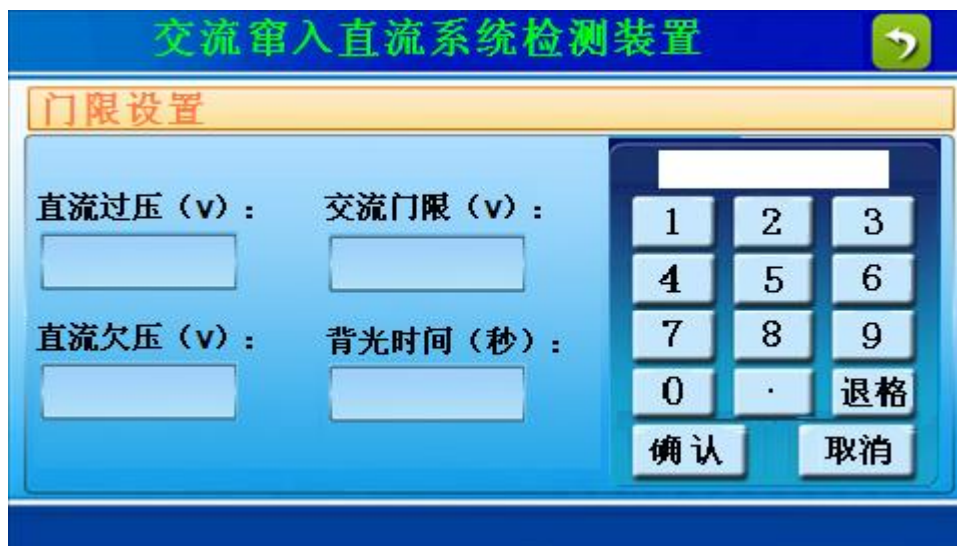 交流窜入直流系统检测装置
门限设置
直流过压（v）：
交流门限（v）：
直流欠压（v）：
背光时间（秒）：
1 2 3
4 5 6
7 8 9
0 · 退格
确认 取消